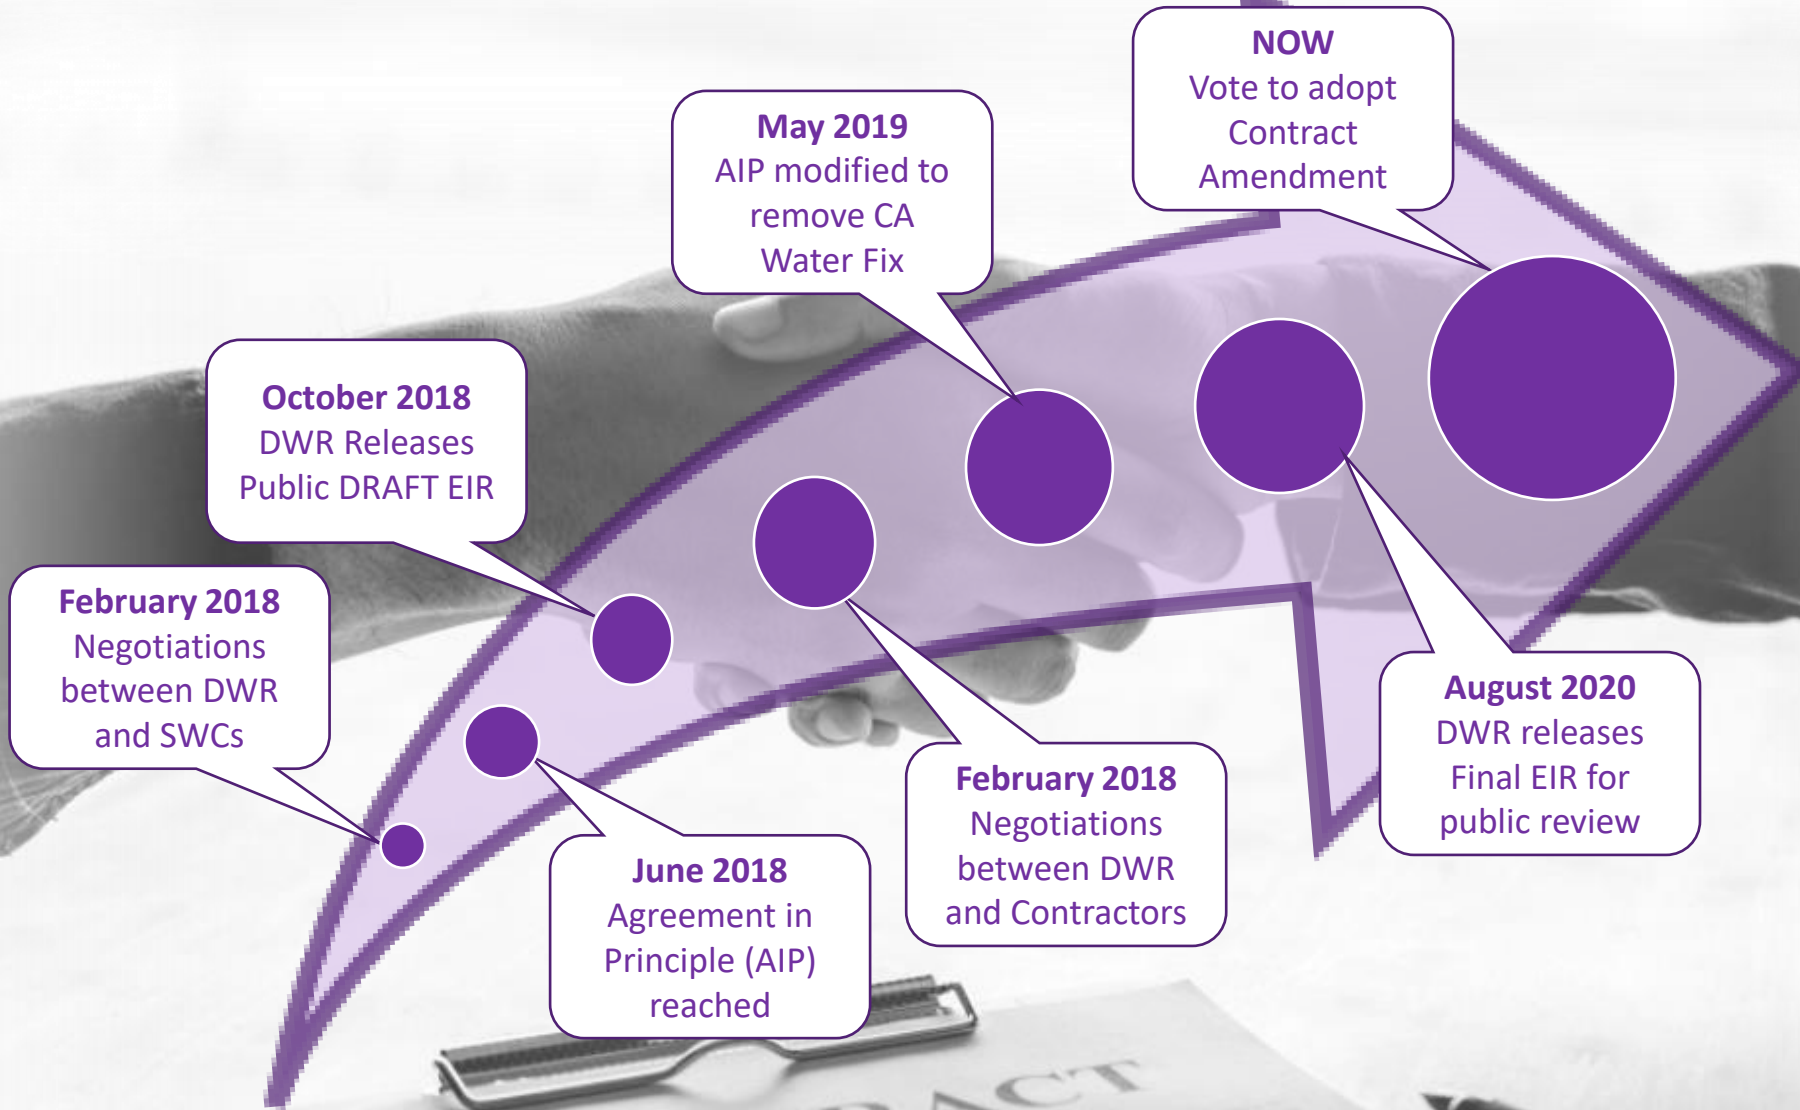 February 2018
Negotiations
between DWR
and SWCs
June 2018
Agreement in
Principle (AIP)
reached
October 2018
DWR Releases
Public DRAFT EIR
February 2018
Negotiations
between DWR
and Contractors
May 2019
AIP modified to
remove CA
Water Fix
August 2020
DWR releases
Final EIR for
public review
NOW
Vote to adopt
Contract
Amendment